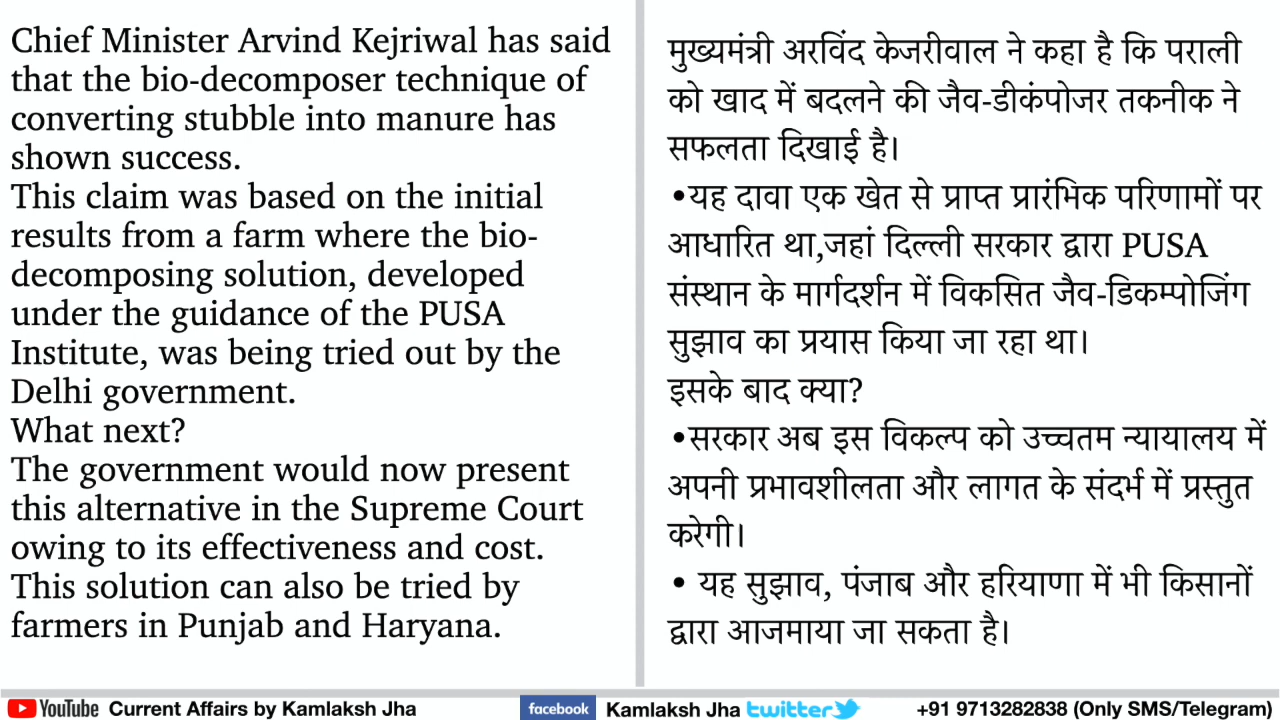 Chief Minister Arvind Kejriwal has said
that the bio-decomposer technique of
converting stubble into manure has
shown success.
This claim was based on the initial
results from a farm where the bio-
decomposing solution, developed
under the guidance of the PUSA
Institute, was being tried out by the
Delhi government.
What next?
The government would now present
this alternative in the Supreme Court
owing to its effectiveness and cost.
This solution can also be tried by
farmers in Punjab and Haryana.
मुख्यमंत्री अरविंद केजरीवाल ने कहा है कि पराली
को खाद में बदलने की जैव-डीकंपोजर तकनीक ने
सफलता दिखाई है।
•यह दावा एक खेत से प्राप्त प्रारंभिक परिणामों पर
आधारित था,जहां दिल्ली सरकार द्वारा PUSA
संस्थान के मार्गदर्शन में विकसित जैव-डिकम्पोजिंग
सुझाव का प्रयास किया जा रहा था।
इसके बाद क्या?
•सरकार अब इस विकल्प को उच्चतम न्यायालय में
अपनी प्रभावशीलता और लागत के संदर्भ में प्रस्तुत
करेगी।
• यह सुझाव, पंजाब और हरियाणा में भी किसानों
द्वारा आजमाया जा सकता है।
YouTube Current Affairs by Kamlaksh Jha facebook Kamlaksh Jha twitter +91 9713282838 (Only SMS/Telegram)